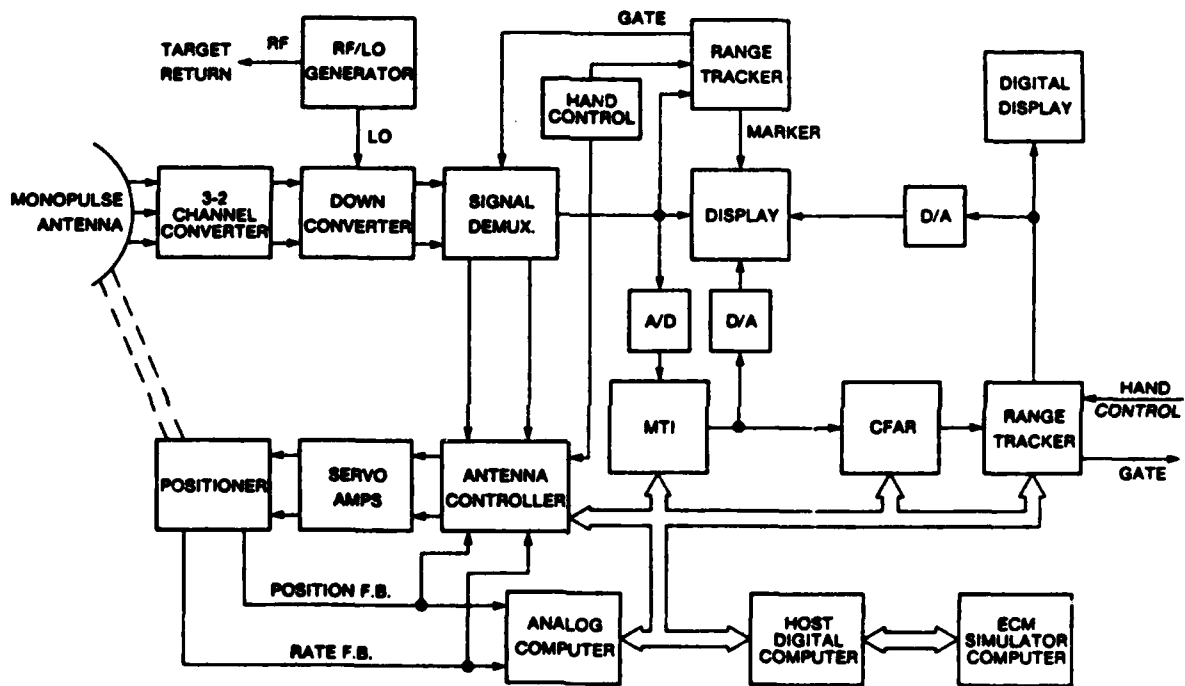 GATE
TARGET
RETURN
RF
RF/LO
GENERATOR
RANGE
TRACKER
HAND
CONTROL
DIGITAL
DISPLAY
LO
MARKER
MONOPULSE
ANTENNA
3-2
CHANNEL
CONVERTER
DOWN
CONVERTER
SIGNAL
DEMUX.
DISPLAY
D/A
A/D
D/A
MTI
CFAR
RANGE
TRACKER
HAND
CONTROL
GATE
POSITIONER
SERVO
AMPS
ANTENNA
CONTROLLER
POSITION F.B.
RATE F.B.
ANALOG
COMPUTER
HOST
DIGITAL
COMPUTER
ECM
SIMULATOR
COMPUTER